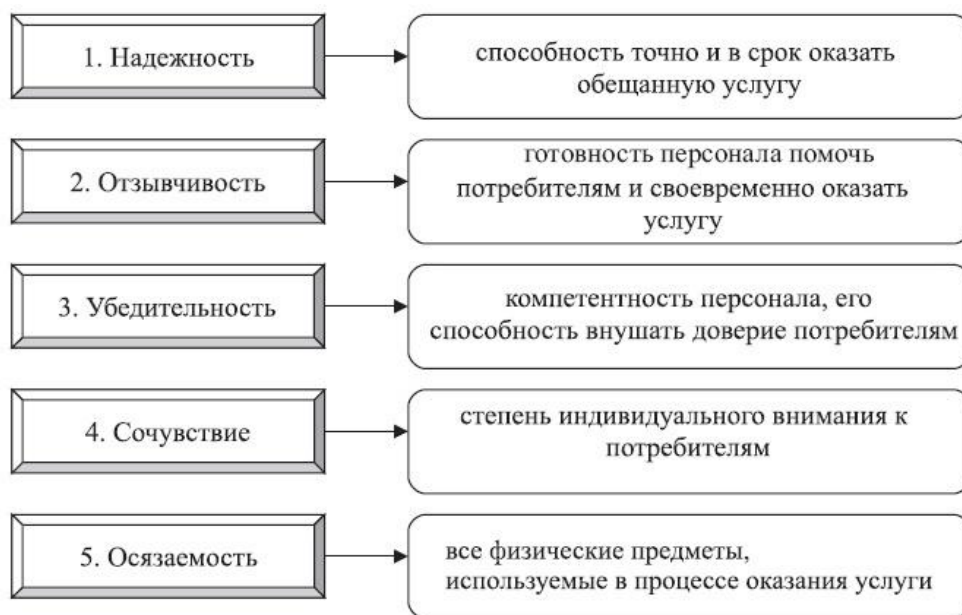 1. Надежность
способность точно и в срок оказать
обещанную услугу
2. Отзывчивость
готовность персонала помочь
потребителям и своевременно оказать
услугу
3. Убедительность
компетентность персонала, его
способность внушать доверие потребителям
4. Сочувствие
степень индивидуального внимания к
потребителям
5. Осязаемость
все физические предметы,
используемые в процессе оказания услуги